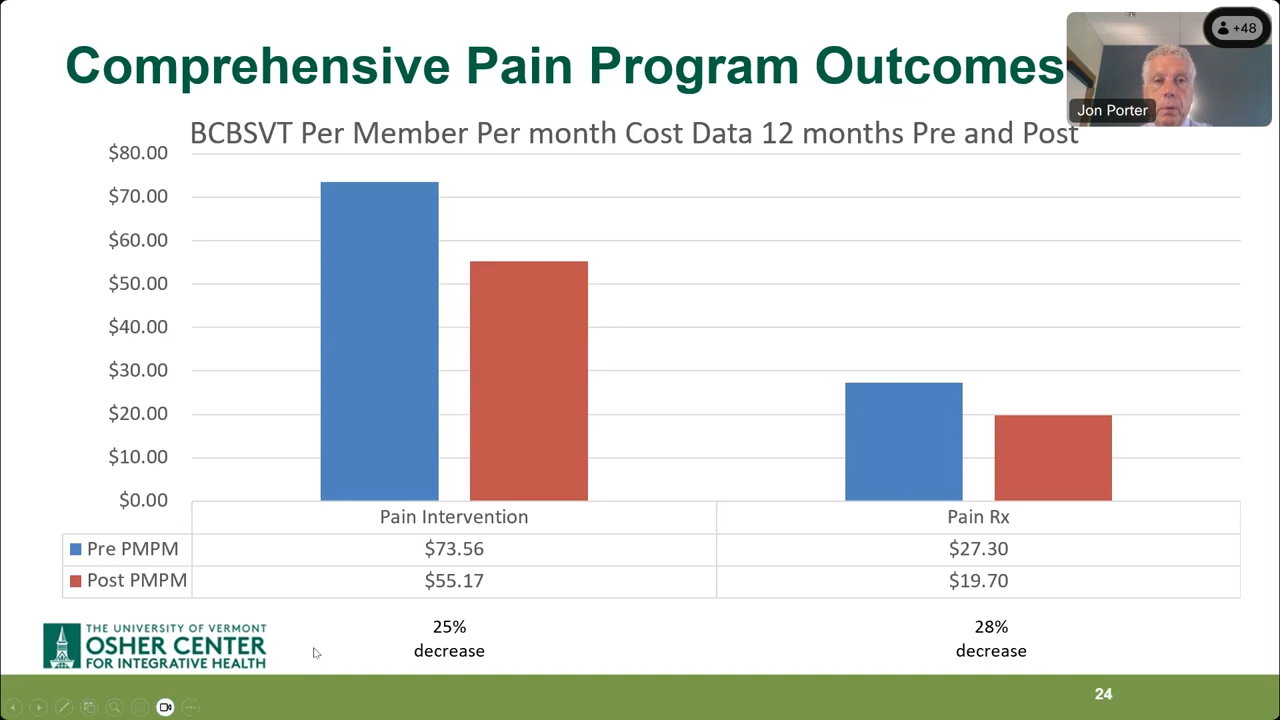 Comprehensive Pain Program Outcomes
+48
Jon Porter
BCBSVT Per Member Per month Cost Data 12 months Pre and Post
$80.00
$70.00
$60.00
$50.00
$40.00
$30.00
$20.00
$10.00
$0.00
Pain Intervention Pain Rx
Pre PMPM $73.56 $27.30
Post PMPM $55.17 $19.70
25% decrease
28% decrease
THE UNIVERSITY OF VERMONT
OSHER CENTER
FOR INTEGRATIVE HEALTH
24